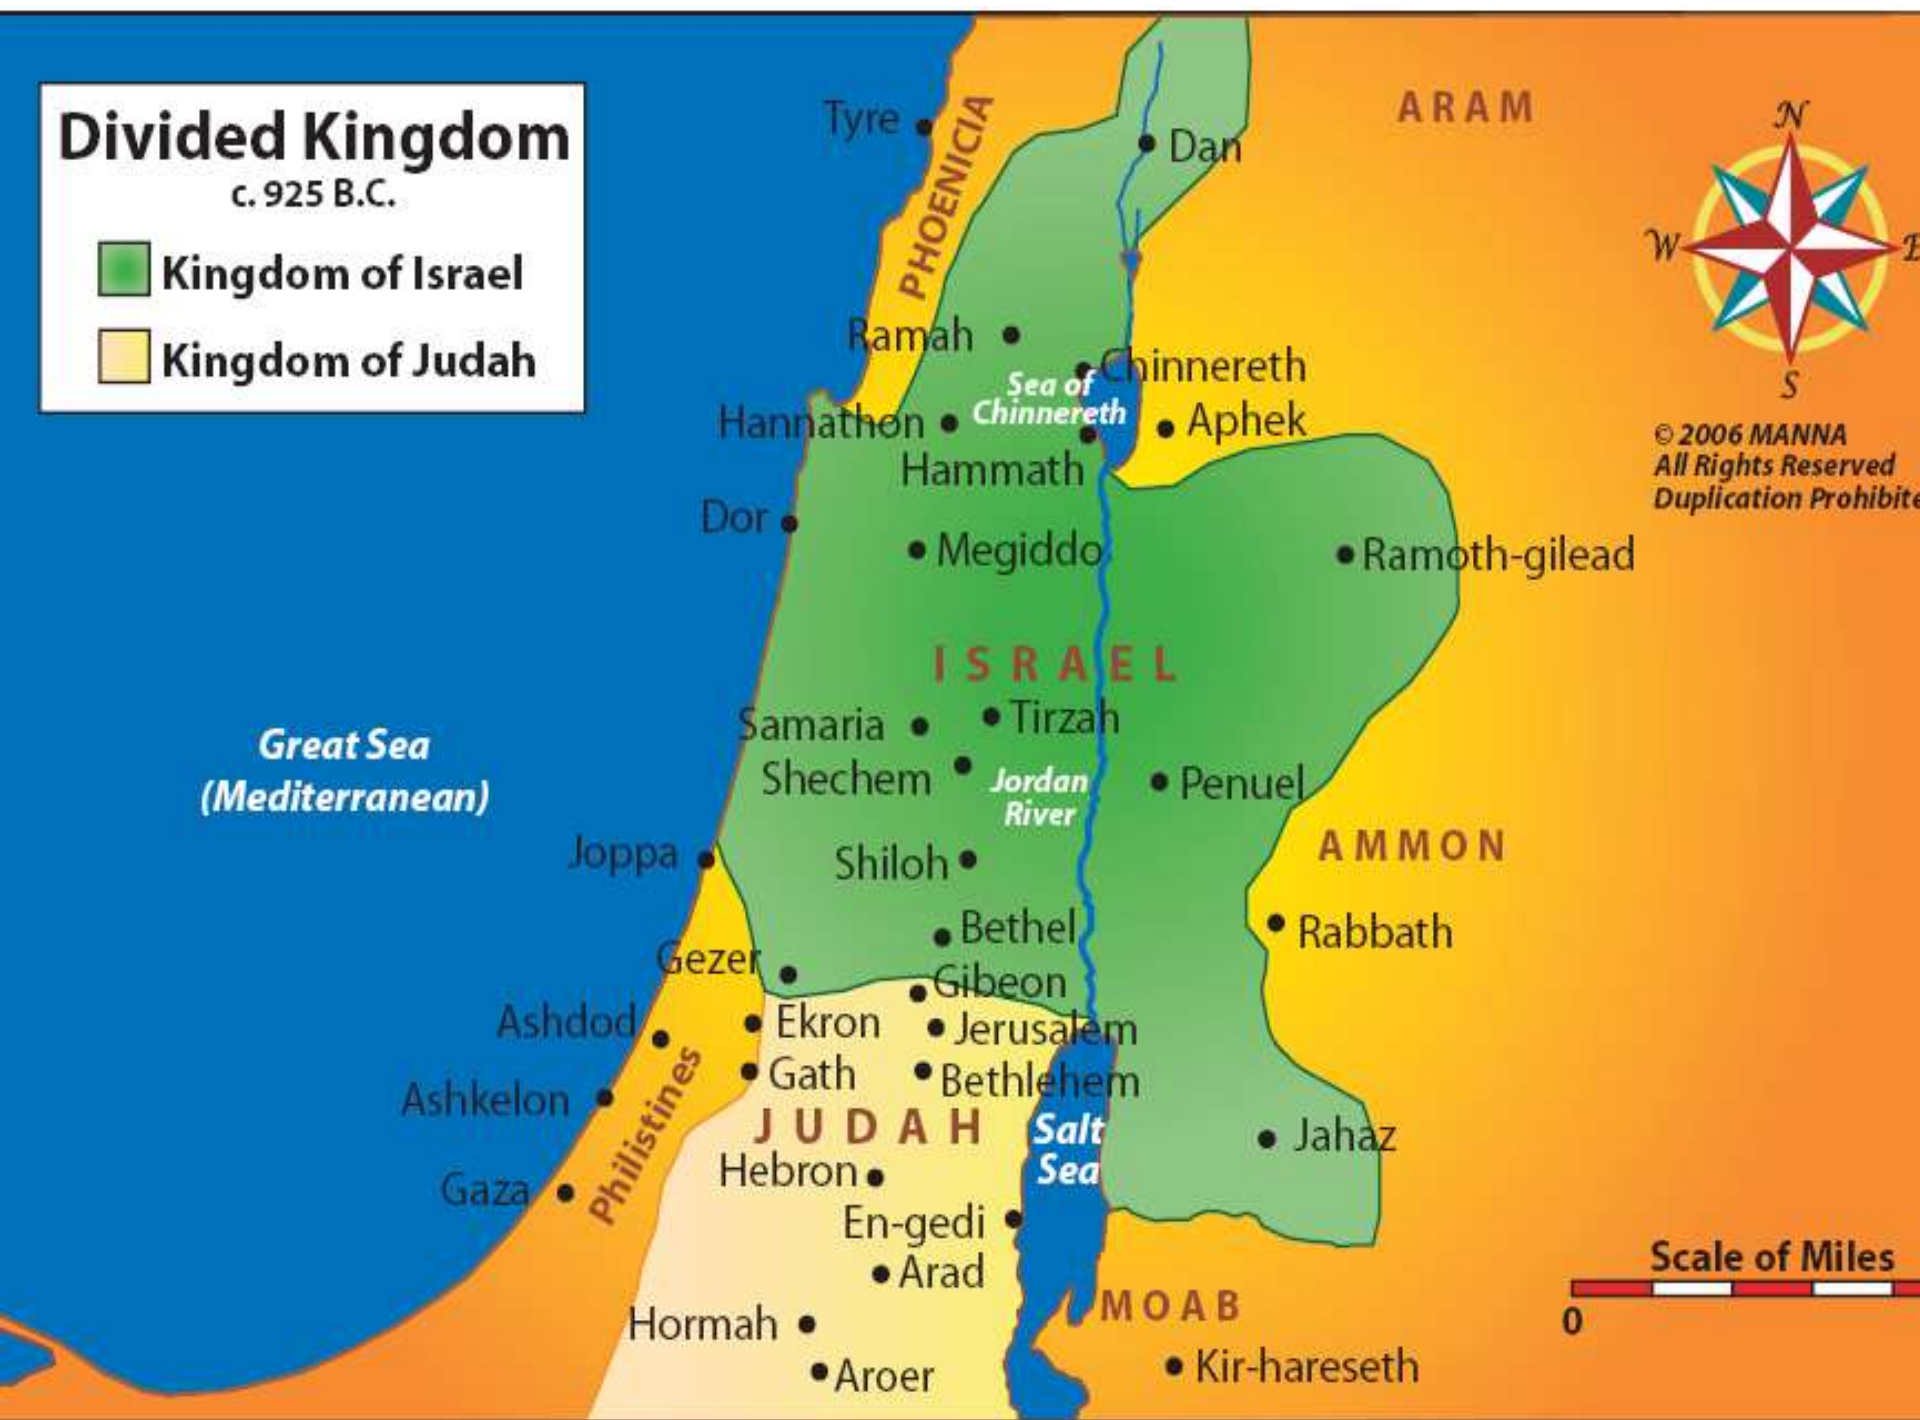 Divided Kingdom
c. 925 B.C.
Kingdom of Israel
Kingdom of Judah
Tyre
PHOENICIA
Dan
ARAM
N
W
E
S
Ramah
Chinnereth
Sea of
Chinnereth
Hannathon
Aphek
Hammath
© 2006 MANNA
All Rights Reserved
Duplication Prohibite
Dor
Megiddo
Ramoth-gilead
ISRAEL
Samaria
Tirzah
Great Sea
(Mediterranean)
Shechem
Jordan
River
Penuel
Joppa
Shiloh
AMMON
Bethel
Rabbath
Gezer
Gibeon
Ashdod
Ekron
Jerusalem
Gath
Bethlehem
Ashkelon
Philistines
JUDAH
Salt
Sea
Jahaz
Hebron
Gaza
En-gedi
Arad
Scale of Miles
0
MOAB
Hormah
Kir-hareseth
Aroer